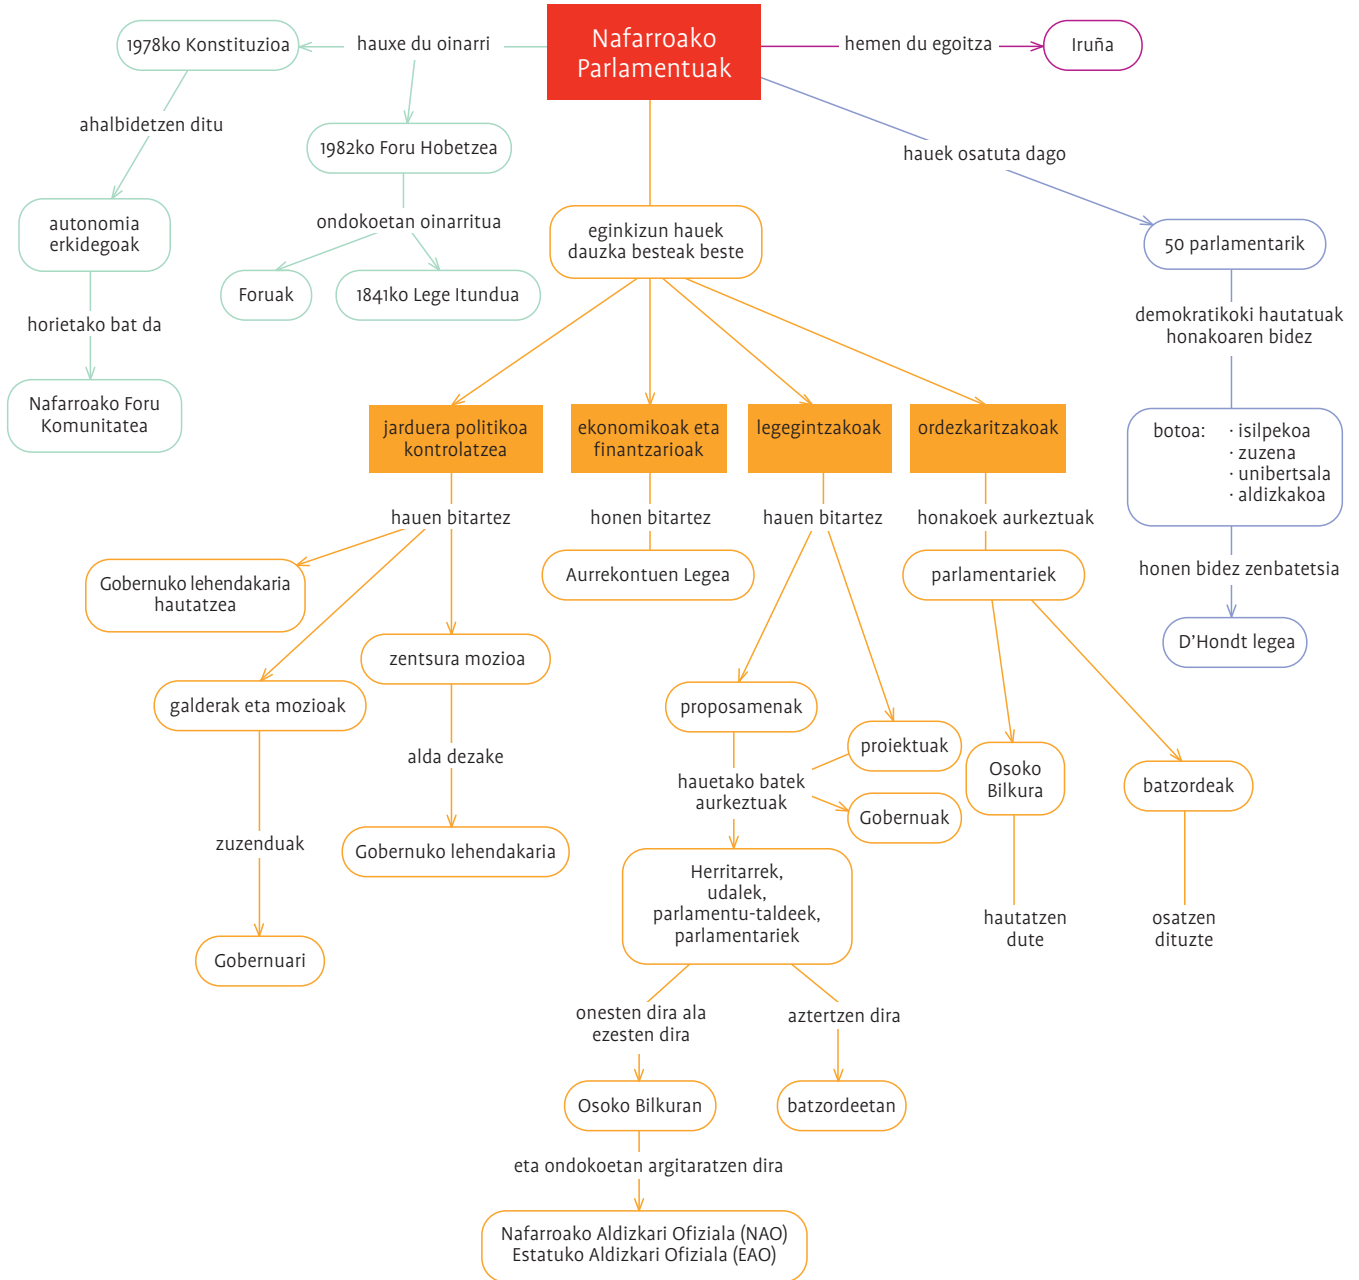 Nafarroako
Parlamentuak
1978ko Konstituzioa
hauxe du oinarri
hemen du egoitza
Iruña
ahalbidetzen ditu
1982ko Foru Hobetzea
hauek osatuta dago
autonomia
erkidegoak
ondokoetan oinarritua
eginkizun hauek
dauzka besteak beste
50 parlamentarik
Foruak
1841ko Lege Itundua
horietako bat da
demokratikoki hautatuak
honakoaren bidez
Nafarroako Foru
Komunitatea
jarduera politikoa
kontrolatzea
ekonomikoak eta
finantzarioak
legegintzakoak
ordezkaritzakoak
botoa: · isilpekoa
· zuzena
· unibertsala
· aldizkakoa
hauen bitartez
honen bitartez
hauen bitartez
honakoek aurkeztuak
Gobernuko lehendakaria
hautatzea
Aurrekontuen Legea
parlamentariek
honen bidez zenbatetsia
zentsura mozioa
D'Hondt legea
galderak eta mozioak
proposamenak
proiektuak
alda dezake
hauetako batek
aurkeztuak
Osoko
Bilkura
batzordeak
Gobernuak
zuzenduak
Gobernuko lehendakaria
Herritarrek,
udalek,
parlamentu-taldeek,
parlamentariek
hautatzen
dute
osatzen
dituzte
Gobernuari
onesten dira ala
ezesten dira
aztertzen dira
Osoko Bilkuran
batzordeetan
eta ondokoetan argitaratzen dira
Nafarroako Aldizkari Ofiziala (NAO)
Estatuko Aldizkari Ofiziala (EAO)